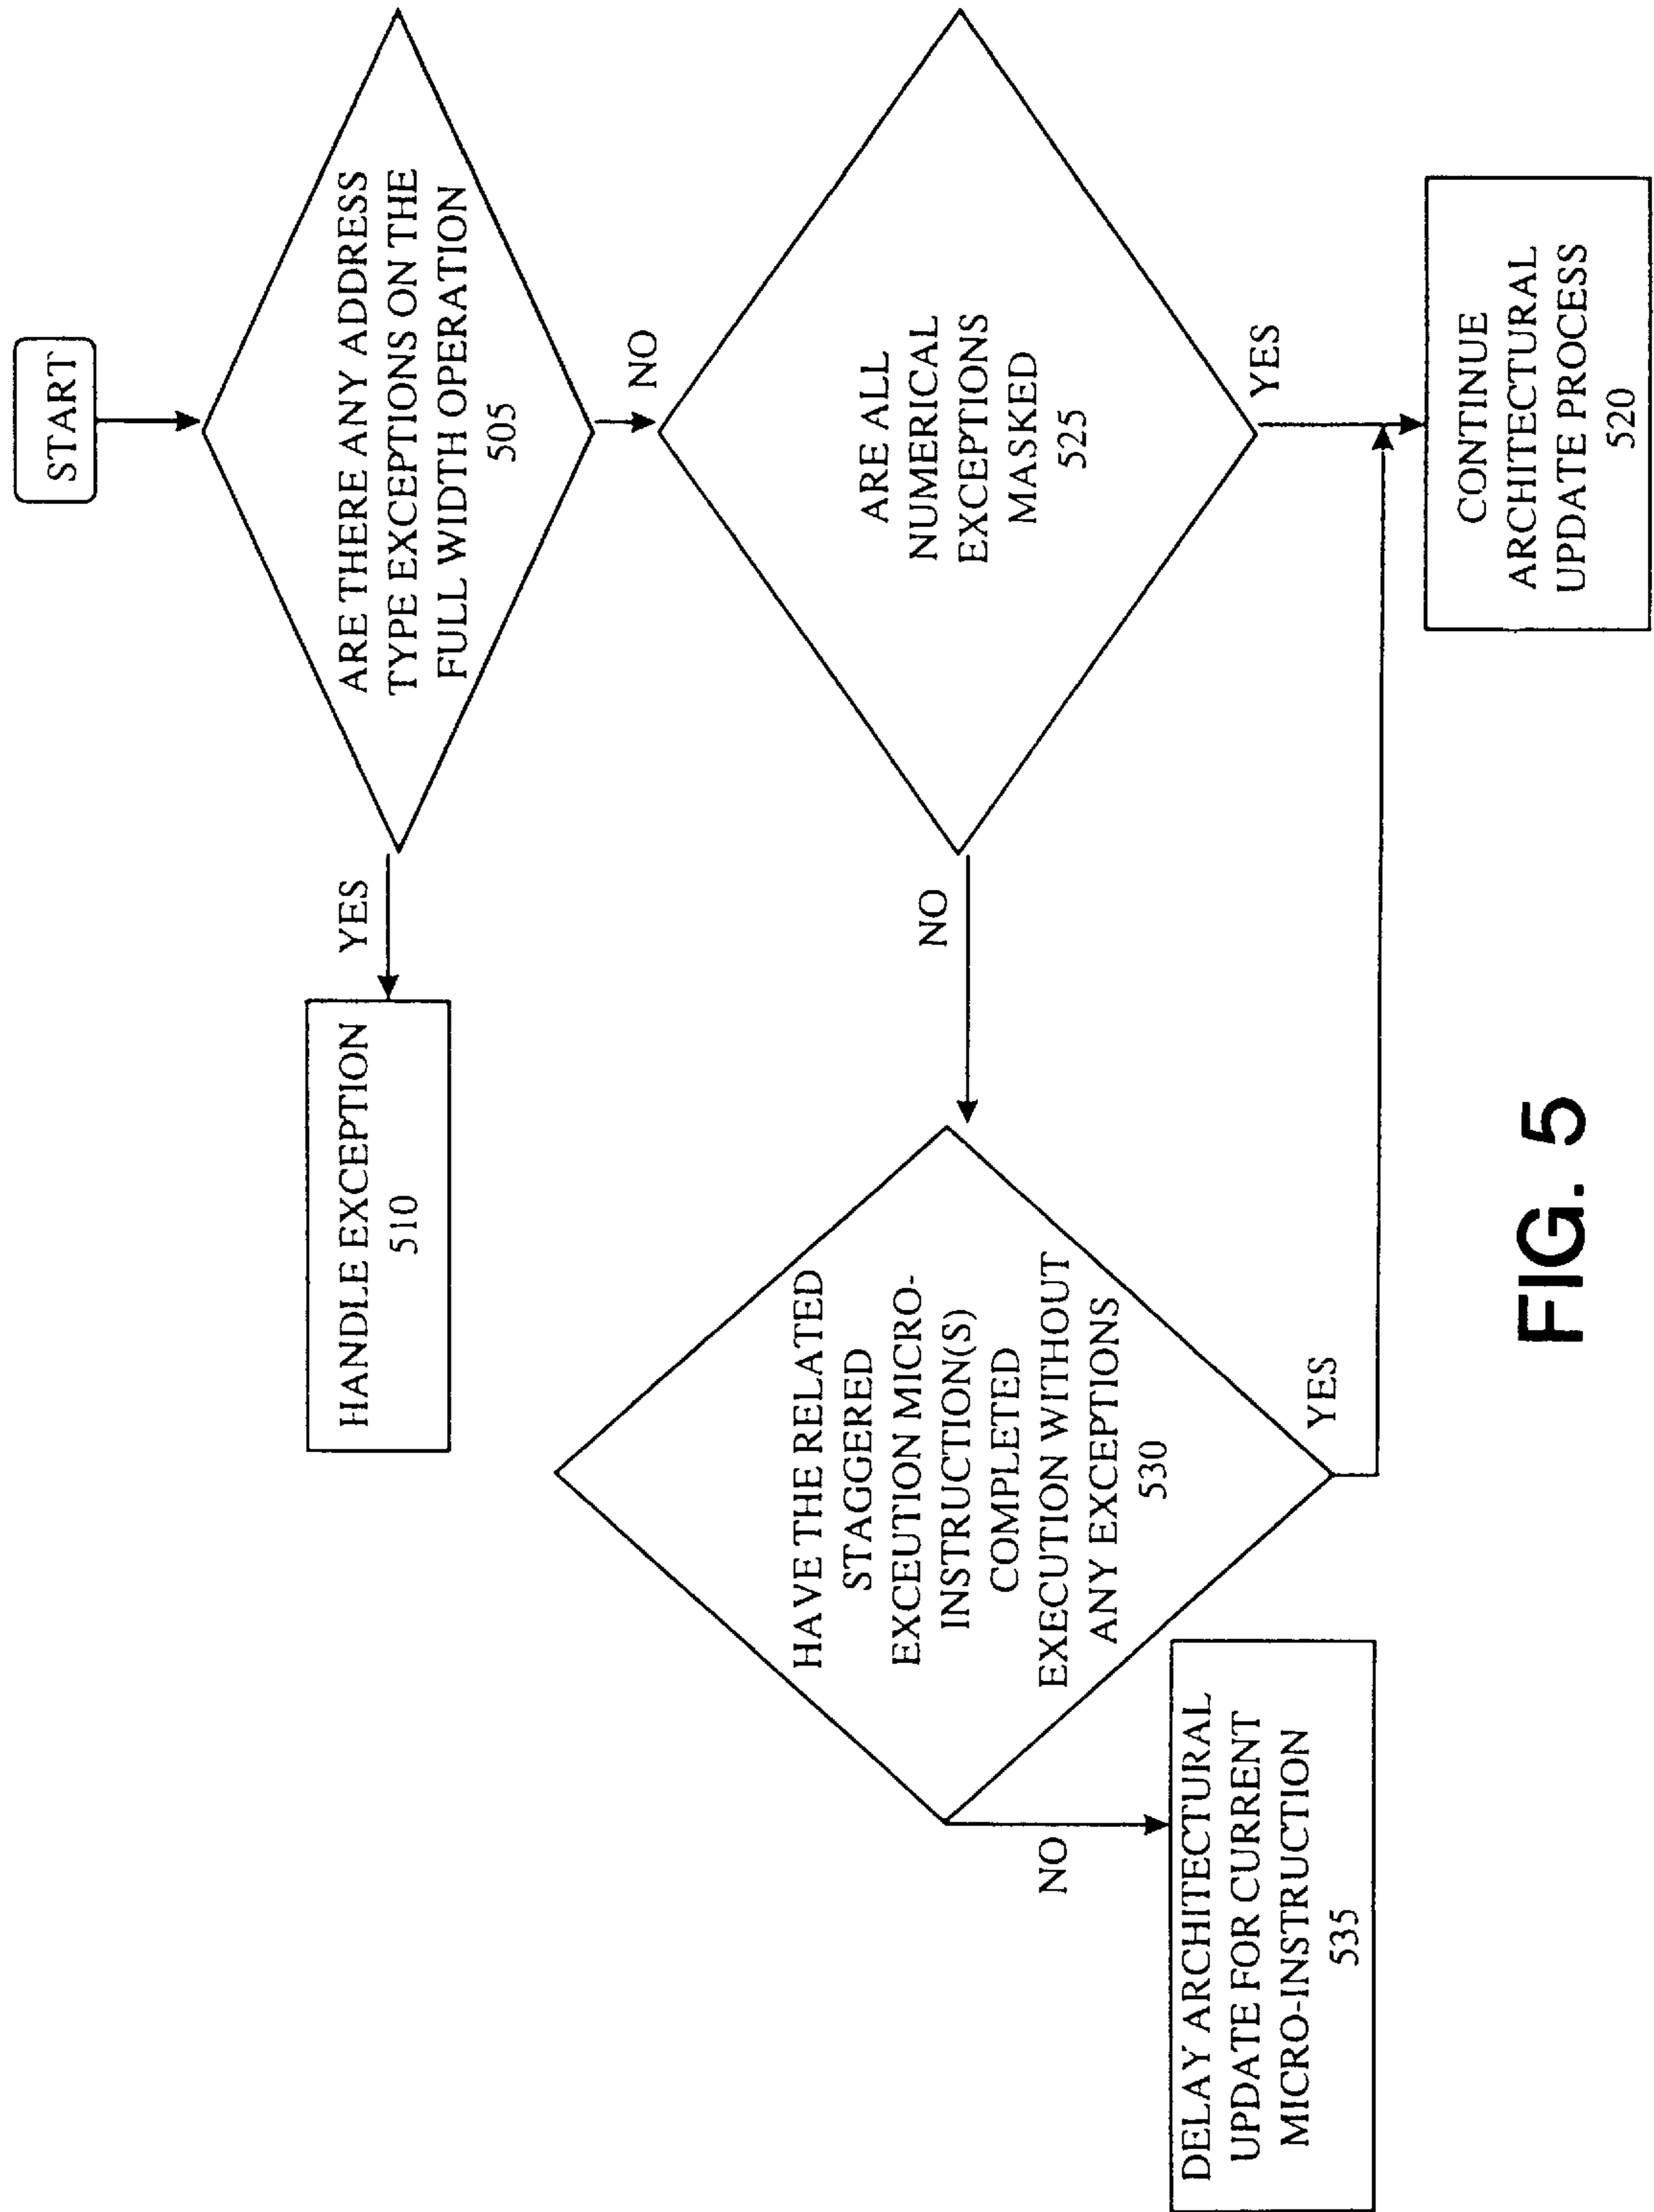 START
ARE THERE ANY ADDRESS
TYPE EXCEPTIONS ON THE
FULL WIDTH OPERATION
505
YES
HANDLE EXCEPTION
510
NO
ARE ALL
NUMERICAL
EXCEPTIONS
MASKED
525
NO
YES
HAVE THE RELATED
STAGGERED
EXCEUTION MICRO-
INSTRUCTION(S)
COMPLETED
EXECUTION WITHOUT
ANY EXCEPTIONS
530
NO
YES
DELAY ARCHITECTURAL
UPDATE FOR CURRENT
MICRO-INSTRUCTION
535
CONTINUE
ARCHITECTURAL
UPDATE PROCESS
520
FIG. 5